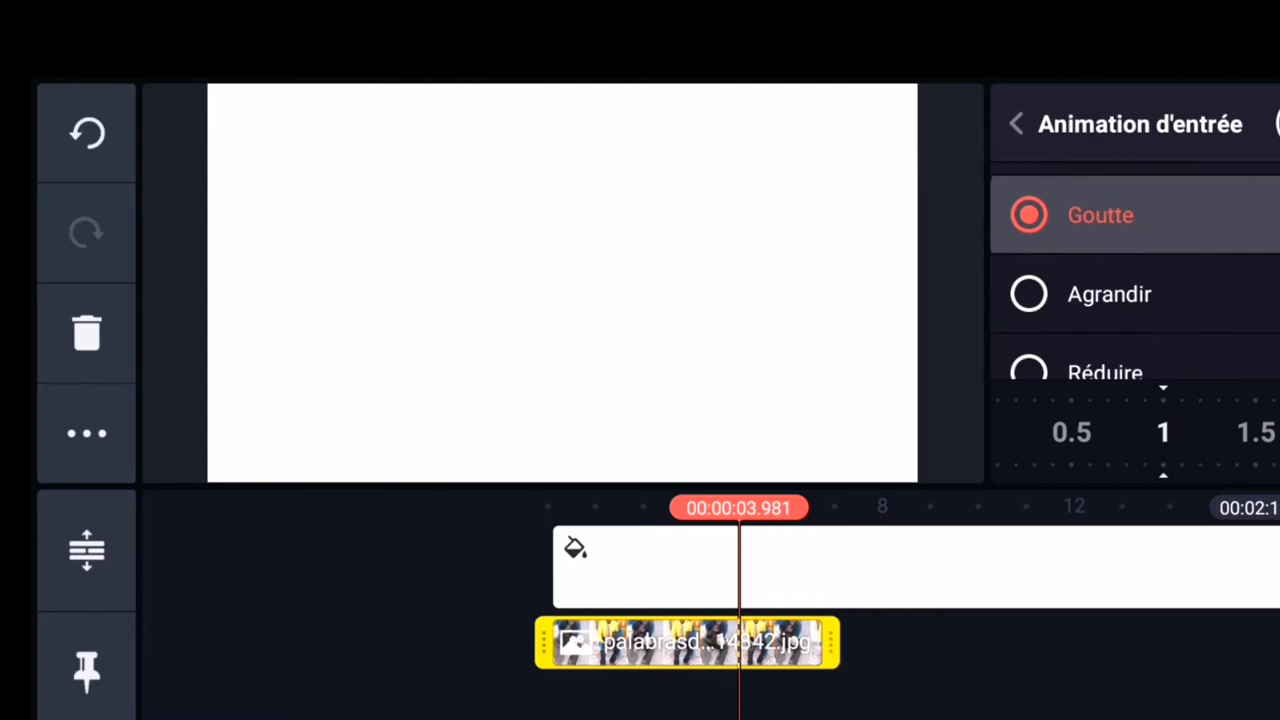 Animation d'entrée
Goutte
Agrandir
Réduire
0.5 1 1.5
00:00:03.981 8 12 00:02:1
palabrasd...14342.jpg